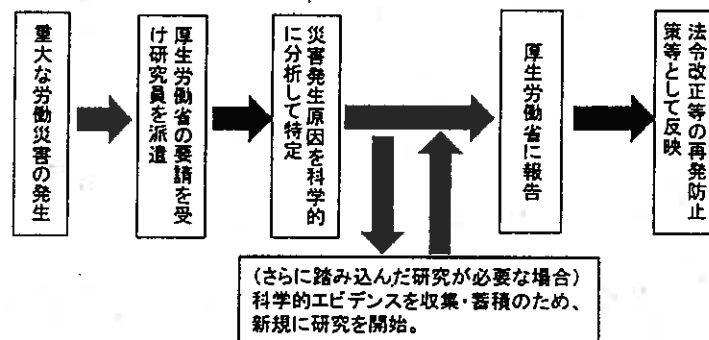 重大な労働災害の発生
厚生労働省の要請を受
け研究員を派遣
災害発生原因を科学的
に分析して特定
厚生労働省に報告
法令改正等の再発防止
策等として反映
(さらに踏み込んだ研究が必要な場合)
科学的エビデンスを収集・蓄積のため、
新規に研究を開始。